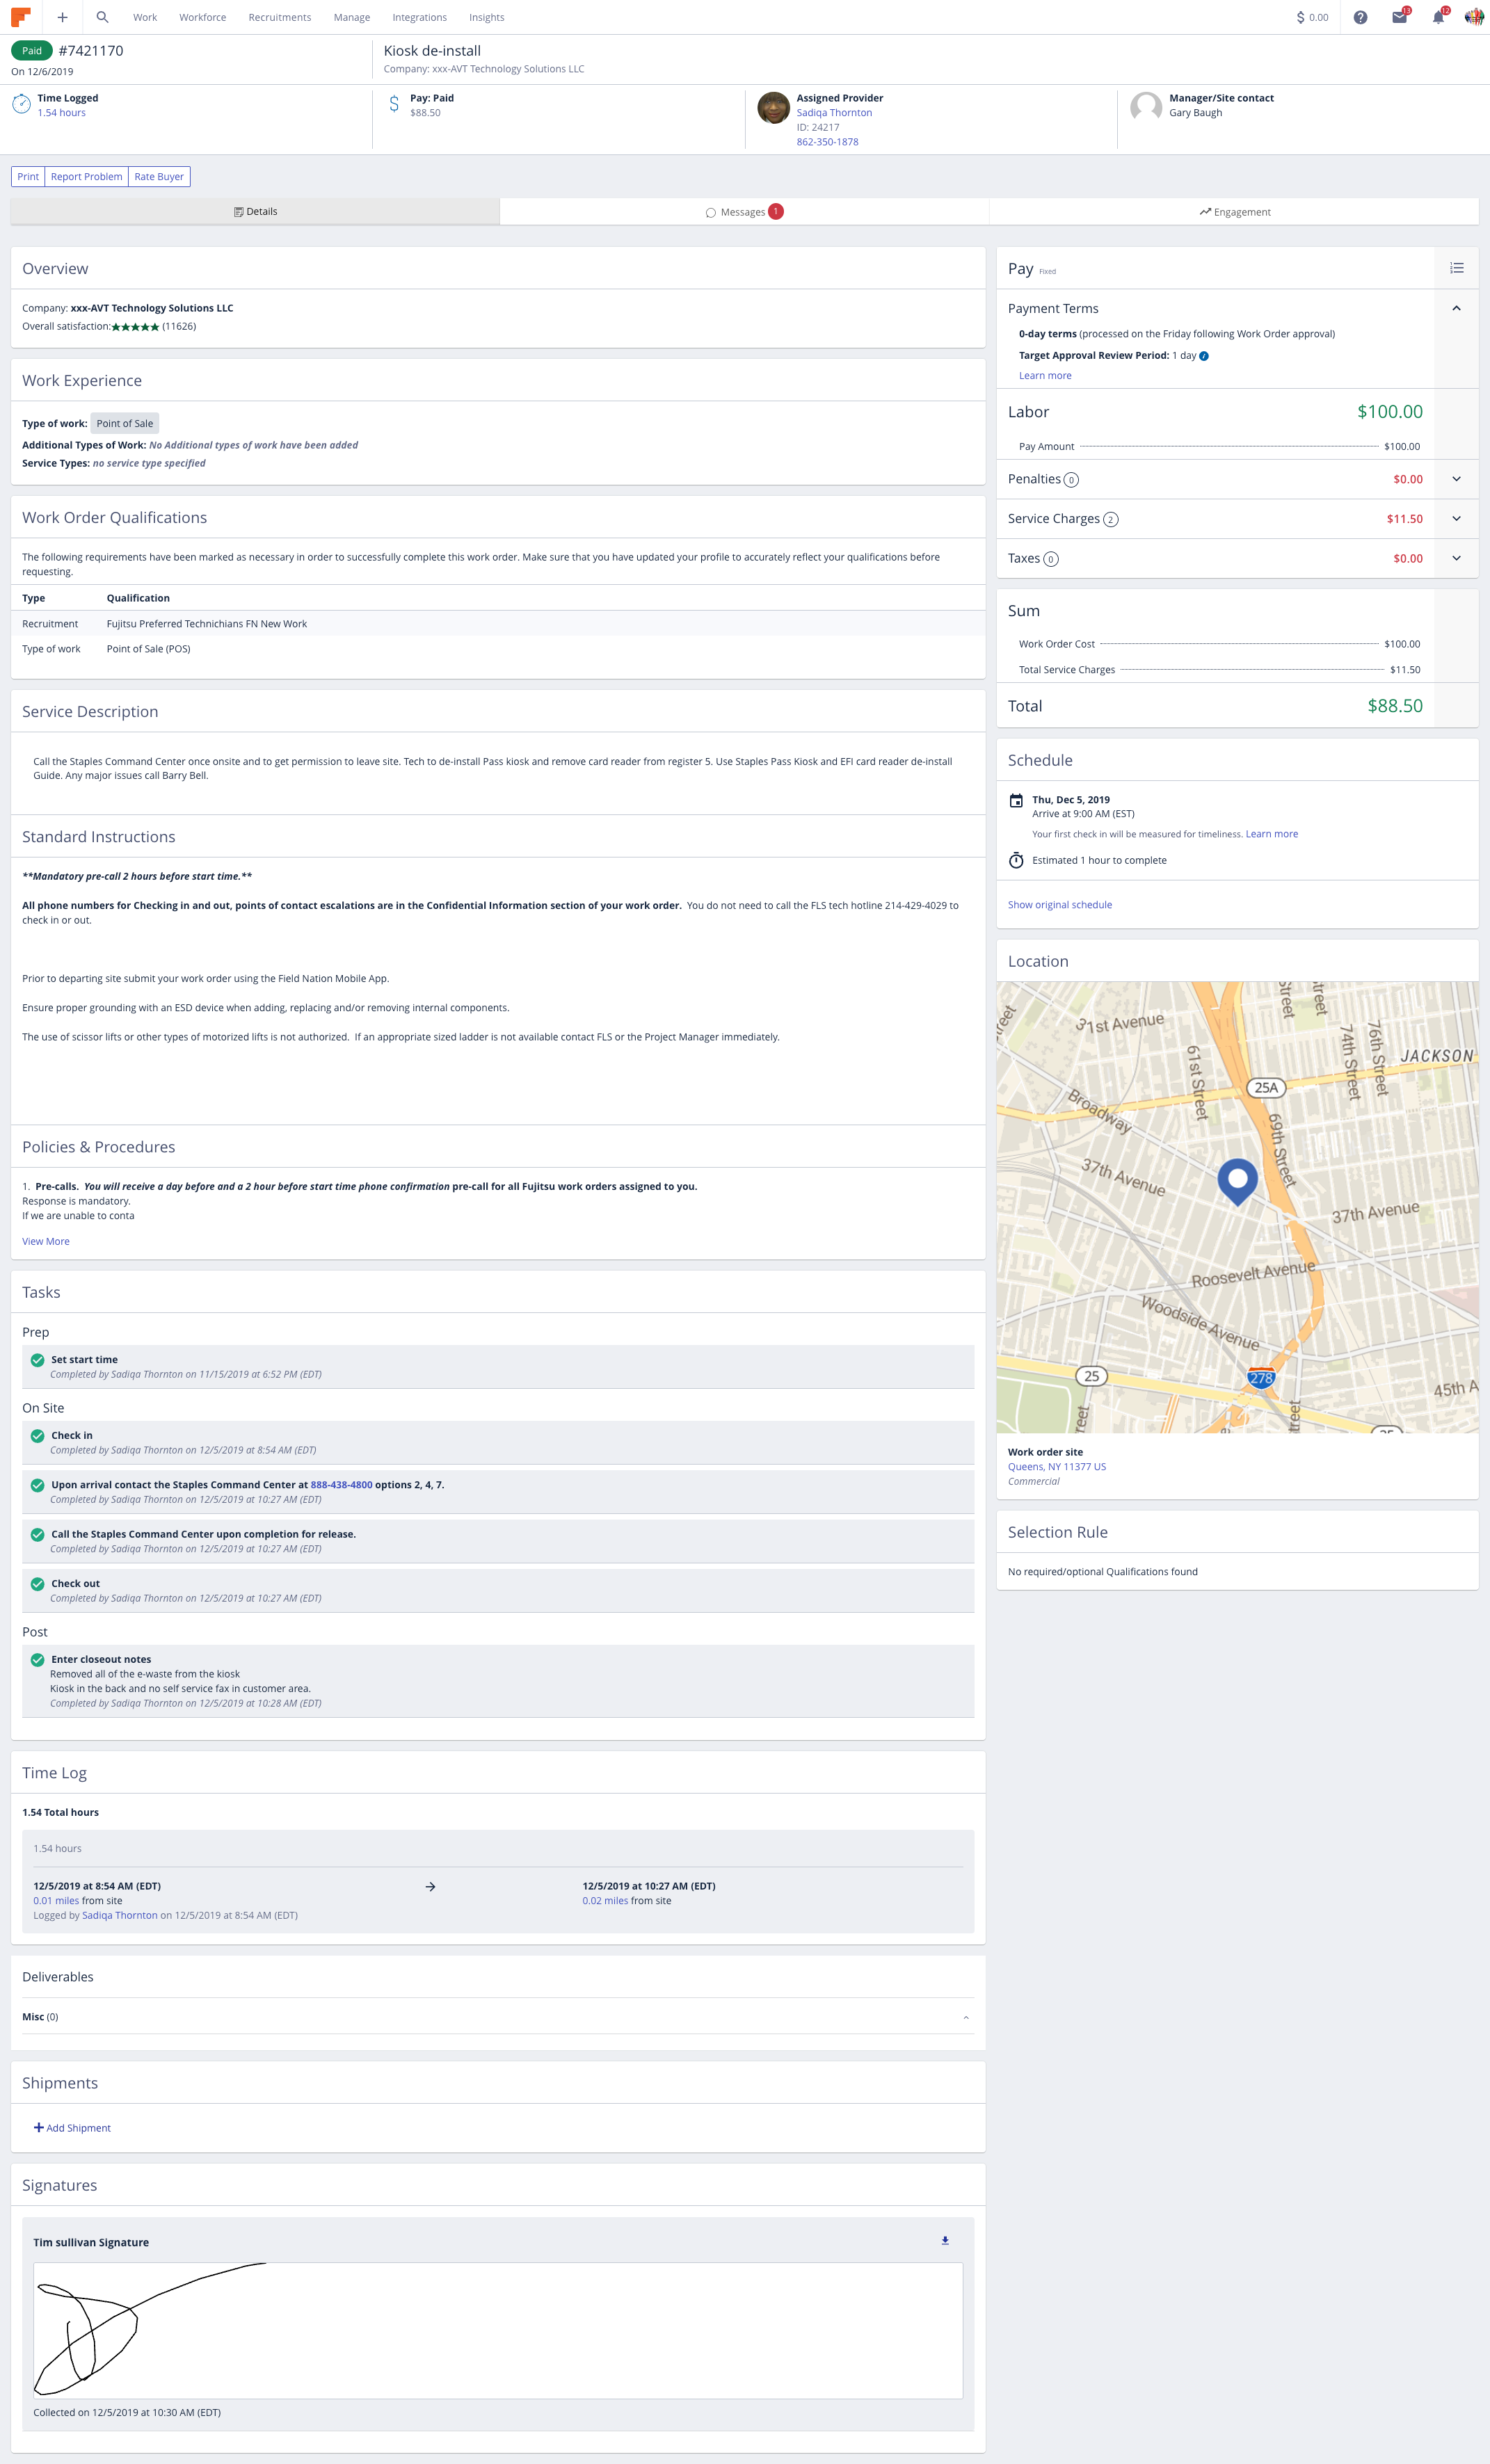 Work
Workforce
Recruitments
Manage
Integrations
Insights
$ 0.00
13
12
Paid #7421170
On 12/6/2019
Kiosk de-install
Company: xxx-AVT Technology Solutions LLC
Time Logged
1.54 hours
Pay: Paid
$88.50
Assigned Provider
Sadiqa Thornton
ID: 24217
862-350-1878
Manager/Site contact
Gary Baugh
Print
Report Problem
Rate Buyer
Details
Messages 1
Engagement
Overview
Company: xxx-AVT Technology Solutions LLC
Overall satisfaction:★★★★★ (11626)
Work Experience
Type of work: Point of Sale
Additional Types of Work: No Additional types of work have been added
Service Types: no service type specified
Work Order Qualifications
The following requirements have been marked as necessary in order to successfully complete this work order. Make sure that you have updated your profile to accurately reflect your qualifications before
requesting.
Type Qualification
Recruitment Fujitsu Preferred Technichians FN New Work
Type of work Point of Sale (POS)
Service Description
Call the Staples Command Center once onsite and to get permission to leave site. Tech to de-install Pass kiosk and remove card reader from register 5. Use Staples Pass Kiosk and EFI card reader de-install
Guide. Any major issues call Barry Bell.
Standard Instructions
**Mandatory pre-call 2 hours before start time.**
All phone numbers for Checking in and out, points of contact escalations are in the Confidential Information section of your work order. You do not need to call the FLS tech hotline 214-429-4029 to
check in or out.
Prior to departing site submit your work order using the Field Nation Mobile App.
Ensure proper grounding with an ESD device when adding, replacing and/or removing internal components.
The use of scissor lifts or other types of motorized lifts is not authorized. If an appropriate sized ladder is not available contact FLS or the Project Manager immediately.
Policies & Procedures
1. Pre-calls. You will receive a day before and a 2 hour before start time phone confirmation pre-call for all Fujitsu work orders assigned to you.
Response is mandatory.
If we are unable to conta
View More
Tasks
Prep
Set start time
Completed by Sadiqa Thornton on 11/15/2019 at 6:52 PM (EDT)
On Site
Check in
Completed by Sadiqa Thornton on 12/5/2019 at 8:54 AM (EDT)
Upon arrival contact the Staples Command Center at 888-438-4800 options 2, 4, 7.
Completed by Sadiqa Thornton on 12/5/2019 at 10:27 AM (EDT)
Call the Staples Command Center upon completion for release.
Completed by Sadiqa Thornton on 12/5/2019 at 10:27 AM (EDT)
Check out
Completed by Sadiqa Thornton on 12/5/2019 at 10:27 AM (EDT)
Post
Enter closeout notes
Removed all of the e-waste from the kiosk
Kiosk in the back and no self service fax in customer area.
Completed by Sadiqa Thornton on 12/5/2019 at 10:28 AM (EDT)
Time Log
1.54 Total hours
1.54 hours
12/5/2019 at 8:54 AM (EDT) → 12/5/2019 at 10:27 AM (EDT)
0.01 miles from site 0.02 miles from site
Logged by Sadiqa Thornton on 12/5/2019 at 8:54 AM (EDT)
Deliverables
Misc (0)
Shipments
+ Add Shipment
Signatures
Tim sullivan Signature
Collected on 12/5/2019 at 10:30 AM (EDT)
Pay Fixed
Payment Terms
0-day terms (processed on the Friday following Work Order approval)
Target Approval Review Period: 1 day
Learn more
Labor $100.00
Pay Amount $100.00
Penalties 0 $0.00
Service Charges 2 $11.50
Taxes 0 $0.00
Sum
Work Order Cost $100.00
Total Service Charges $11.50
Total $88.50
Schedule
Thu, Dec 5, 2019
Arrive at 9:00 AM (EST)
Your first check in will be measured for timeliness. Learn more
Estimated 1 hour to complete
Show original schedule
Location
31st Avenue
Street
61st Street
74th Street
76th Street
JACKSON
25A
Broadway
69th Street
37th Avenue
37th Avenue
Roosevelt Avenue
Woodside Avenue
25
278
45th A
Work order site
Queens, NY 11377 US
Commercial
Selection Rule
No required/optional Qualifications found